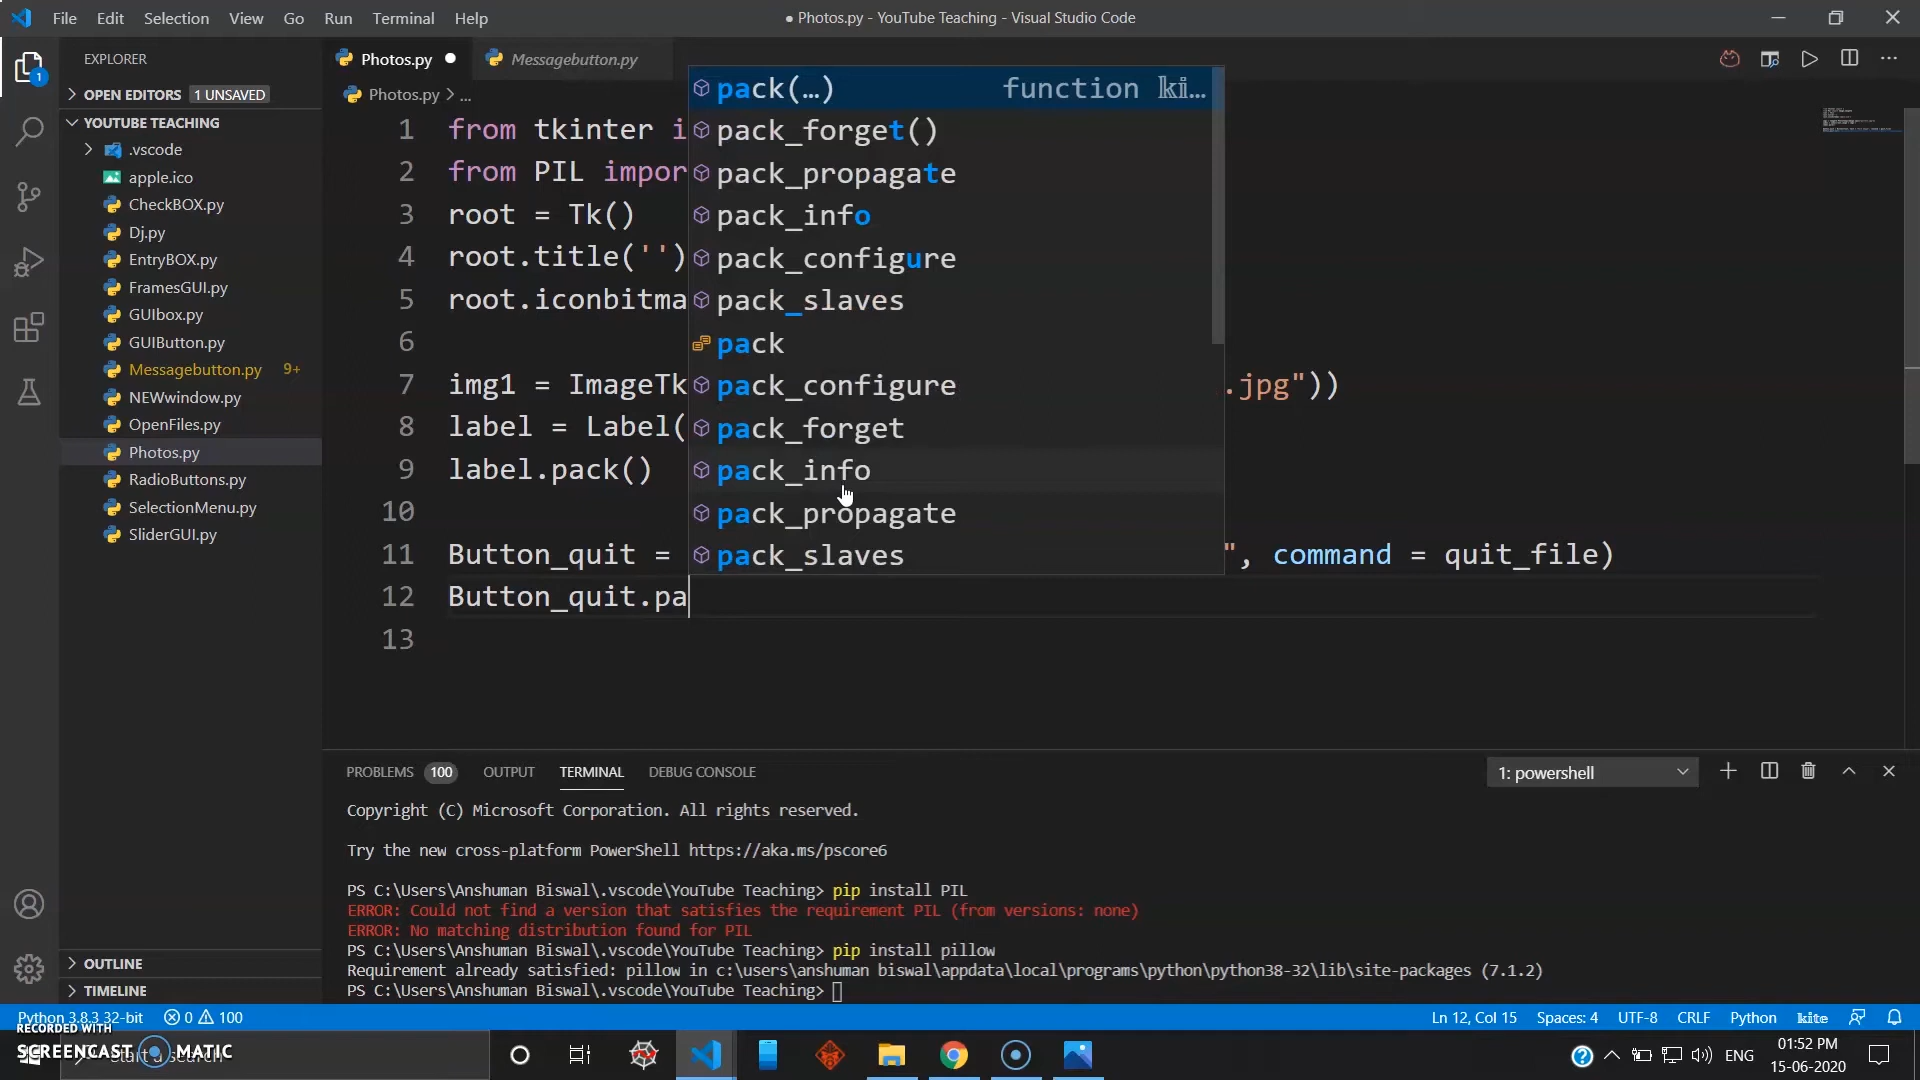 File Edit Selection View Go Run Terminal Help
● Photos.py - YouTube Teaching - Visual Studio Code
EXPLORER
OPEN EDITORS 1 UNSAVED
YOUTUBE TEACHING
.vscode
apple.ico
CheckBOX.py
Dj.py
EntryBOX.py
FramesGUI.py
GUIbox.py
GUIButton.py
Messagebutton.py 9+
NEWwindow.py
OpenFiles.py
Photos.py
RadioButtons.py
SelectionMenu.py
SliderGUI.py
OUTLINE
TIMELINE
1
Photos.py ● Messagebutton.py
Photos.py > ...
1 from tkinter i
2 from PIL impor
3 root = Tk()
4 root.title('')
5 root.iconbitma
6
7 img1 = ImageTk .jpg"))
8 label = Label(
9 label.pack()
10
11 Button_quit = ", command = quit_file)
12 Button_quit.pa
13
pack(…) function ki…
pack_forget()
pack_propagate
pack_info
pack_configure
pack_slaves
pack
pack_configure
pack_forget
pack_info
pack_propagate
pack_slaves
PROBLEMS 100 OUTPUT TERMINAL DEBUG CONSOLE
1: powershell
Copyright (C) Microsoft Corporation. All rights reserved.
Try the new cross-platform PowerShell https://aka.ms/pscore6
PS C:\Users\Anshuman Biswal\.vscode\YouTube Teaching> pip install PIL
ERROR: Could not find a version that satisfies the requirement PIL (from versions: none)
ERROR: No matching distribution found for PIL
PS C:\Users\Anshuman Biswal\.vscode\YouTube Teaching> pip install pillow
Requirement already satisfied: pillow in c:\users\anshuman biswal\appdata\local\programs\python\python38-32\lib\site-packages (7.1.2)
PS C:\Users\Anshuman Biswal\.vscode\YouTube Teaching>
Python 3.8.3 32-bit 0 100
Ln 12, Col 15 Spaces: 4 UTF-8 CRLF Python kite
RECORDED WITH
SCREENCAST MATIC
ENG
01:52 PM
15-06-2020